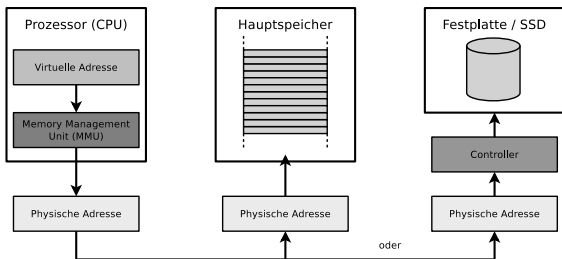 Prozessor (CPU)
Virtuelle Adresse
Memory Management
Unit (MMU)
Physische Adresse
Hauptspeicher
Physische Adresse
Festplatte / SSD
Controller
Physische Adresse
oder